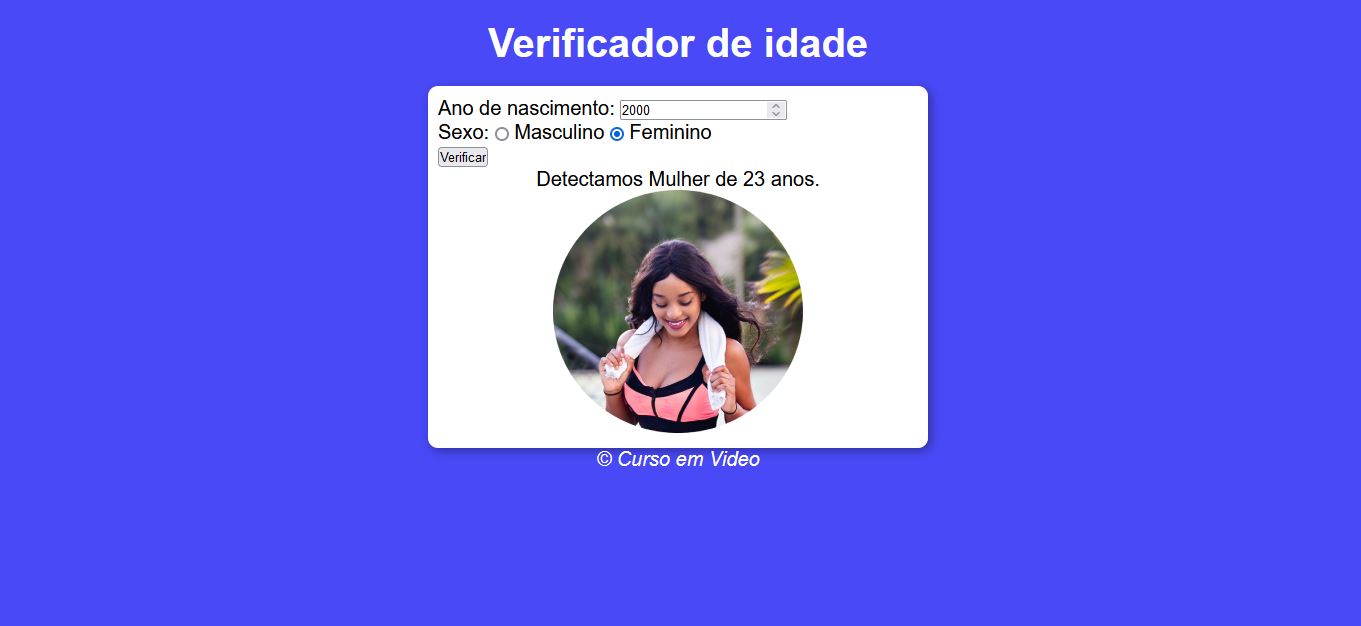 Verificador de idade
Ano de nascimento: 2000
Sexo: Masculino Feminino
Verificar
Detectamos Mulher de 23 anos.
© Curso em Video